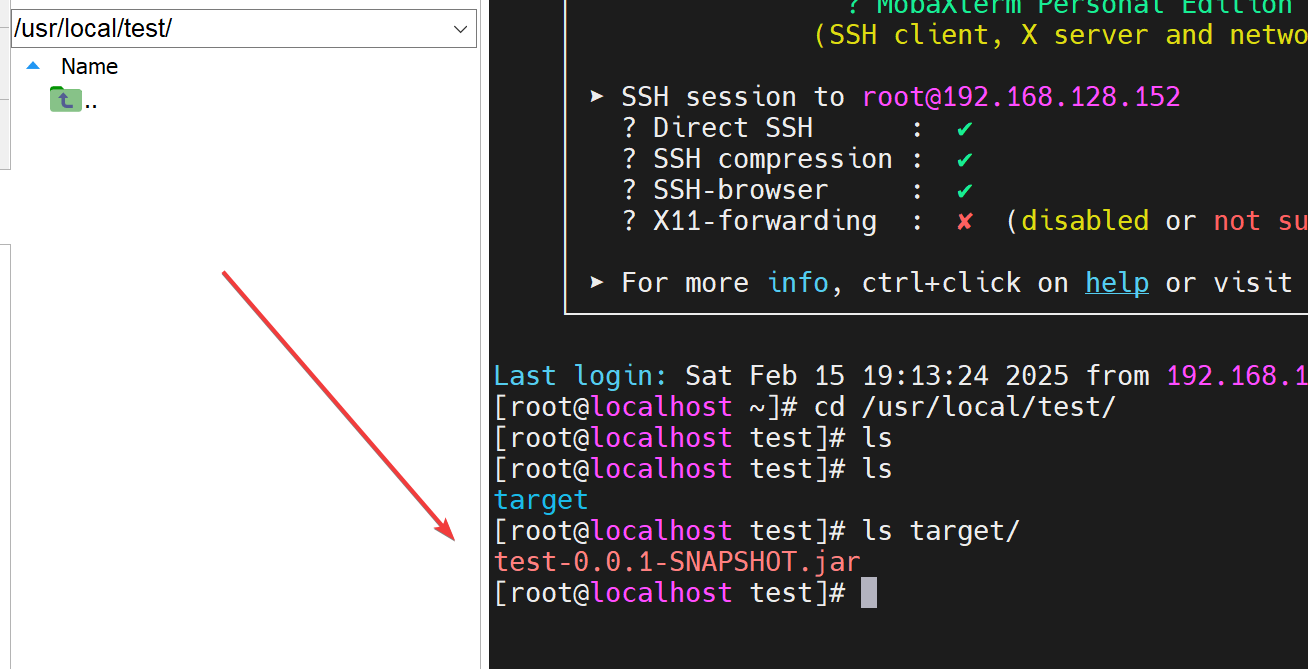 /usr/local/test/
Name
..
? MobaXterm Personal Edition
(SSH client, X server and netwo
➤ SSH session to root@192.168.128.152
? Direct SSH : ✔
? SSH compression : ✔
? SSH-browser : ✔
? X11-forwarding : ✘ (disabled or not su
➤ For more info, ctrl+click on help or visit
Last login: Sat Feb 15 19:13:24 2025 from 192.168.1
[root@localhost ~]# cd /usr/local/test/
[root@localhost test]# ls
[root@localhost test]# ls
target
[root@localhost test]# ls target/
test-0.0.1-SNAPSHOT.jar
[root@localhost test]#